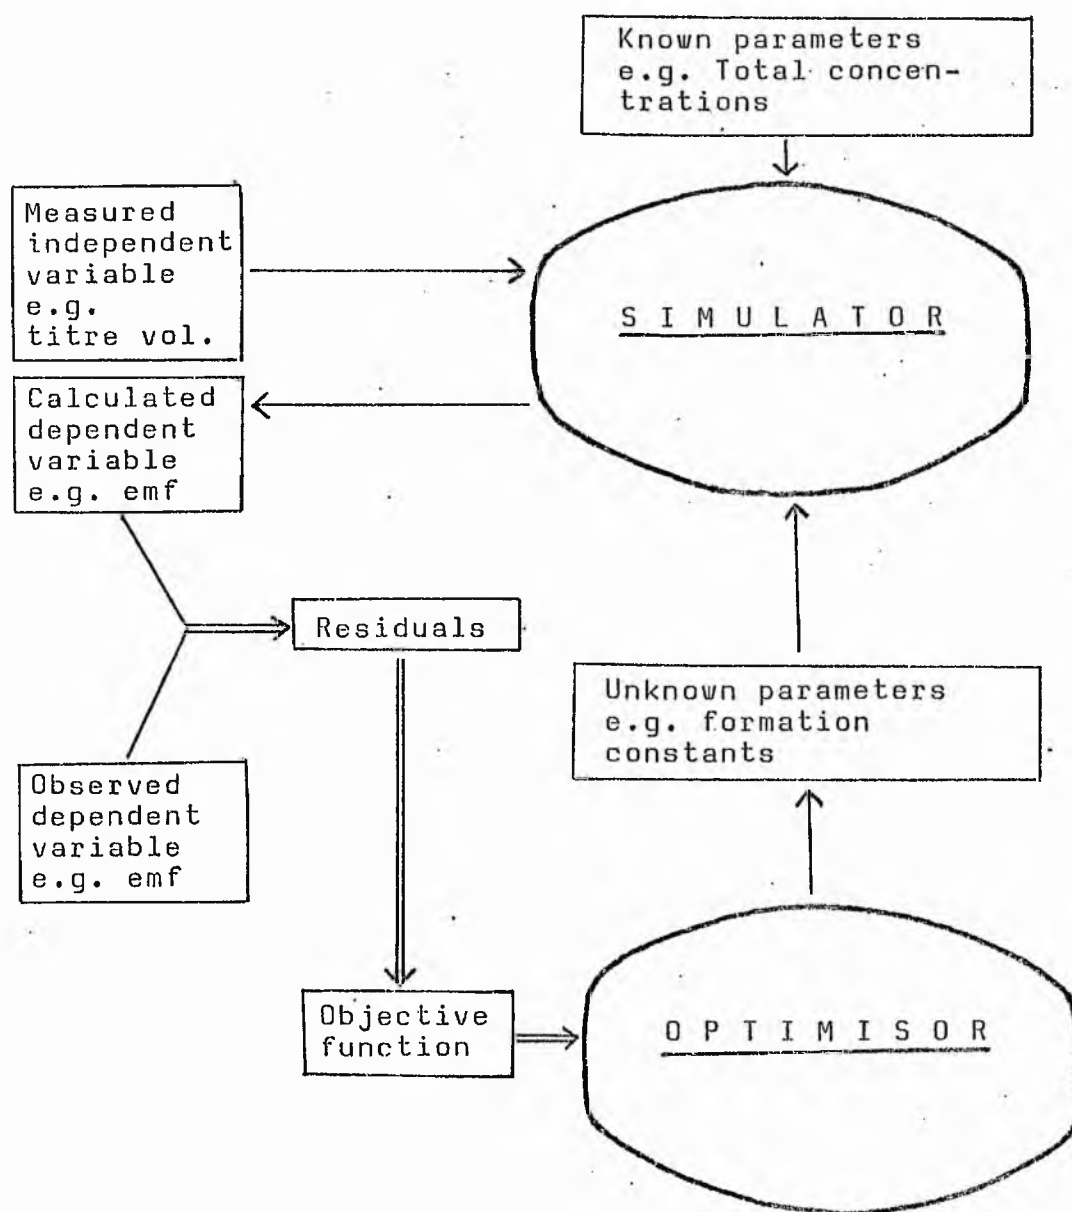 Known parameters
e.g. Total concen-
trations
Measured
independent
variable
e.g.
titre vol.
S I M U L A T O R
Calculated
dependent
variable
e.g. emf
Residuals
Unknown parameters
e.g. formation
constants
Observed
dependent
variable
e.g. emf
Objective
function
O P T I M I S O R